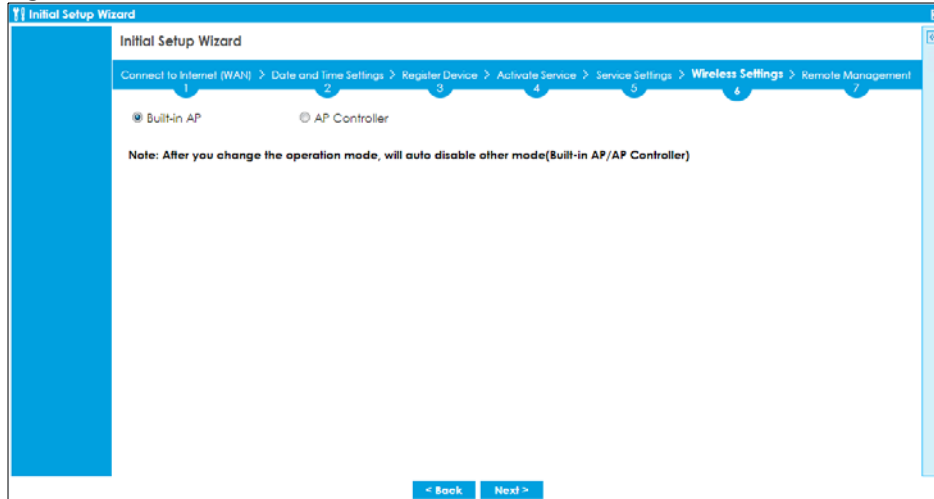 Initial Setup Wizard
Initial Setup Wizard
Connect to Internet (WAN) > Date and Time Settings > Register Device > Activate Service > Service Settings > Wireless Settings > Remote Management
1 2 3 4 5 6 7
Built-in AP AP Controller
Note: After you change the operation mode, will auto disable other mode(Built-in AP/AP Controller)
< Back Next >